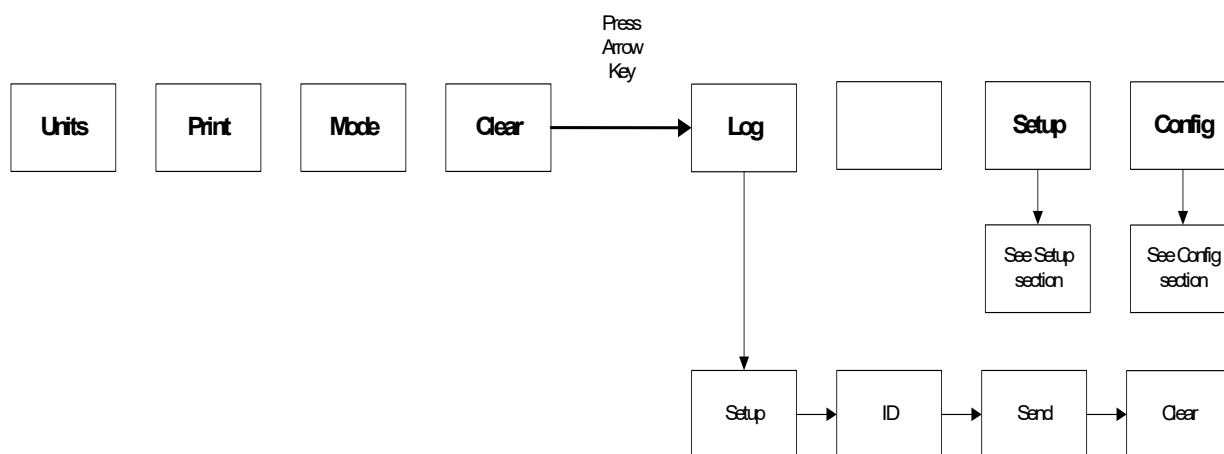 Press
Arrow
Key
Units
Print
Mode
Clear
Log
Setup
Config
See Setup
section
See Config
section
Setup
ID
Send
Clear